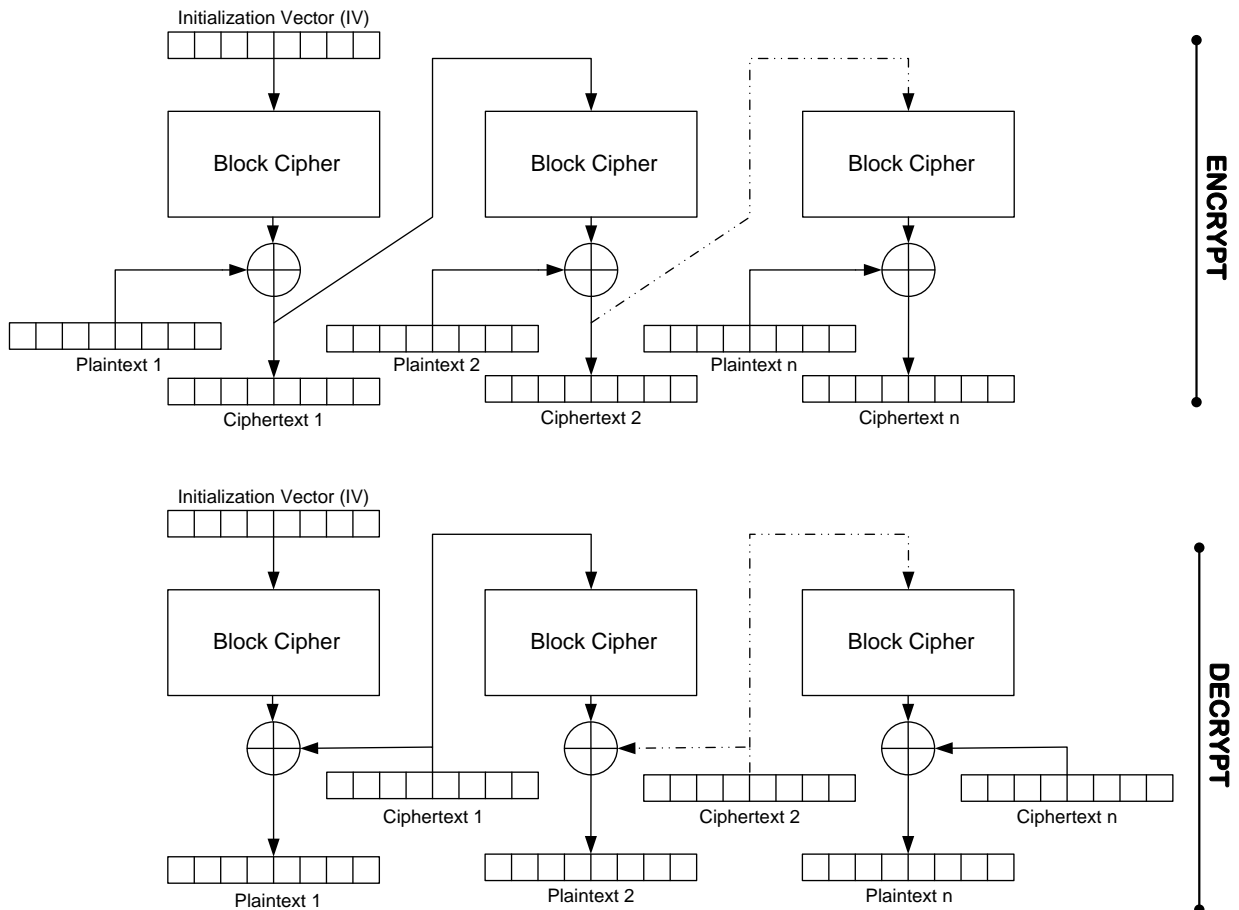 Initialization Vector (IV)
Block Cipher
Block Cipher
Block Cipher
ENCRYPT
Plaintext 1
Plaintext 2
Plaintext n
Ciphertext 1
Ciphertext 2
Ciphertext n
Initialization Vector (IV)
Block Cipher
Block Cipher
Block Cipher
DECRYPT
Ciphertext 1
Ciphertext 2
Ciphertext n
Plaintext 1
Plaintext 2
Plaintext n